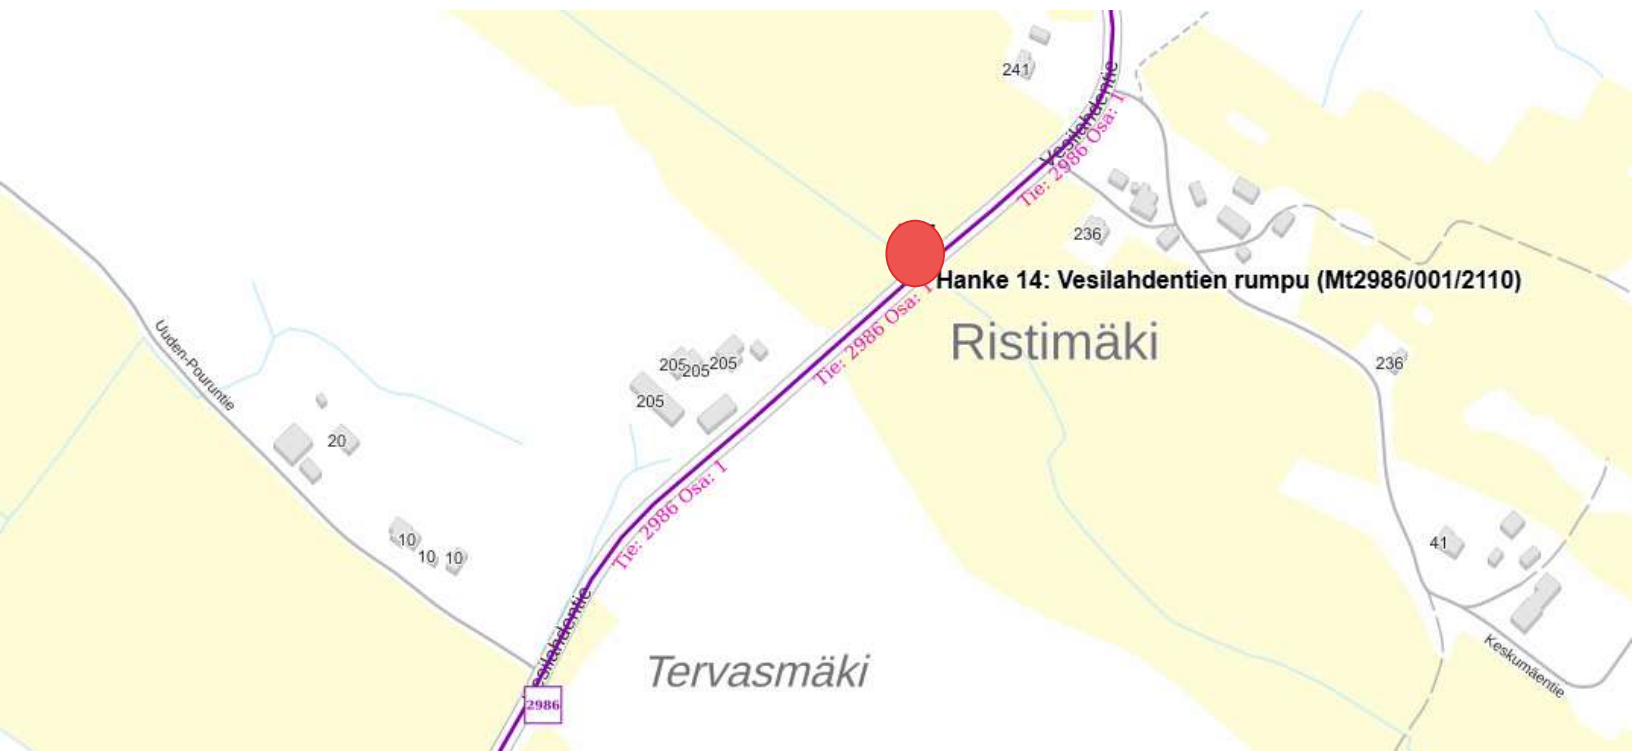 241
Vesilahdentie
Tie: 2986 Osa: 1
236
Hanke 14: Vesilahdentien rumpu (Mt2986/001/2110)
Tie: 2986 Osa: 1
Ristimäki
Uuden-Pouruntie
205
205
205
205
236
20
Tie: 2986 Osa: 1
10
10
10
41
Vesilahdentie
Tervasmäki
Keskumäentie
2986